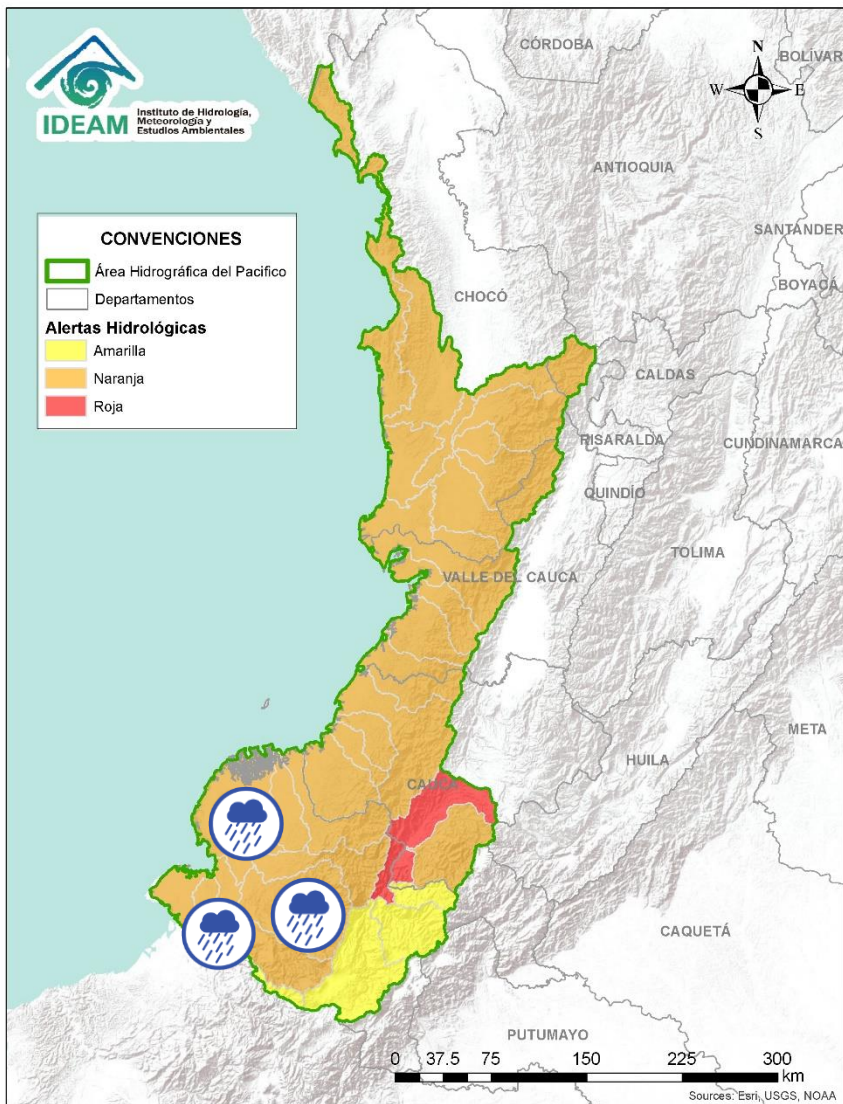 IDEAM
Instituto de Hidrología,
Meteorología y
Estudios Ambientales
CÓRDOBA
BOLÍVAR
N
W
E
S
ANTIOQUIA
SANTANDER
BOYACÁ
CONVENCIONES
Área Hidrográfica del Pacifico
Departamentos
Alertas Hidrológicas
Amarilla
Naranja
Roja
CHOCÓ
CALDAS
RISARALDA
CUNDINAMARCA
QUINDÍO
TOLIMA
VALLE DEL CAUCA
META
HUILA
CAUCA
CAQUETÁ
PUTUMAYO
0 37.5 75 150 225 300
km
Sources: Esri, USGS, NOAA